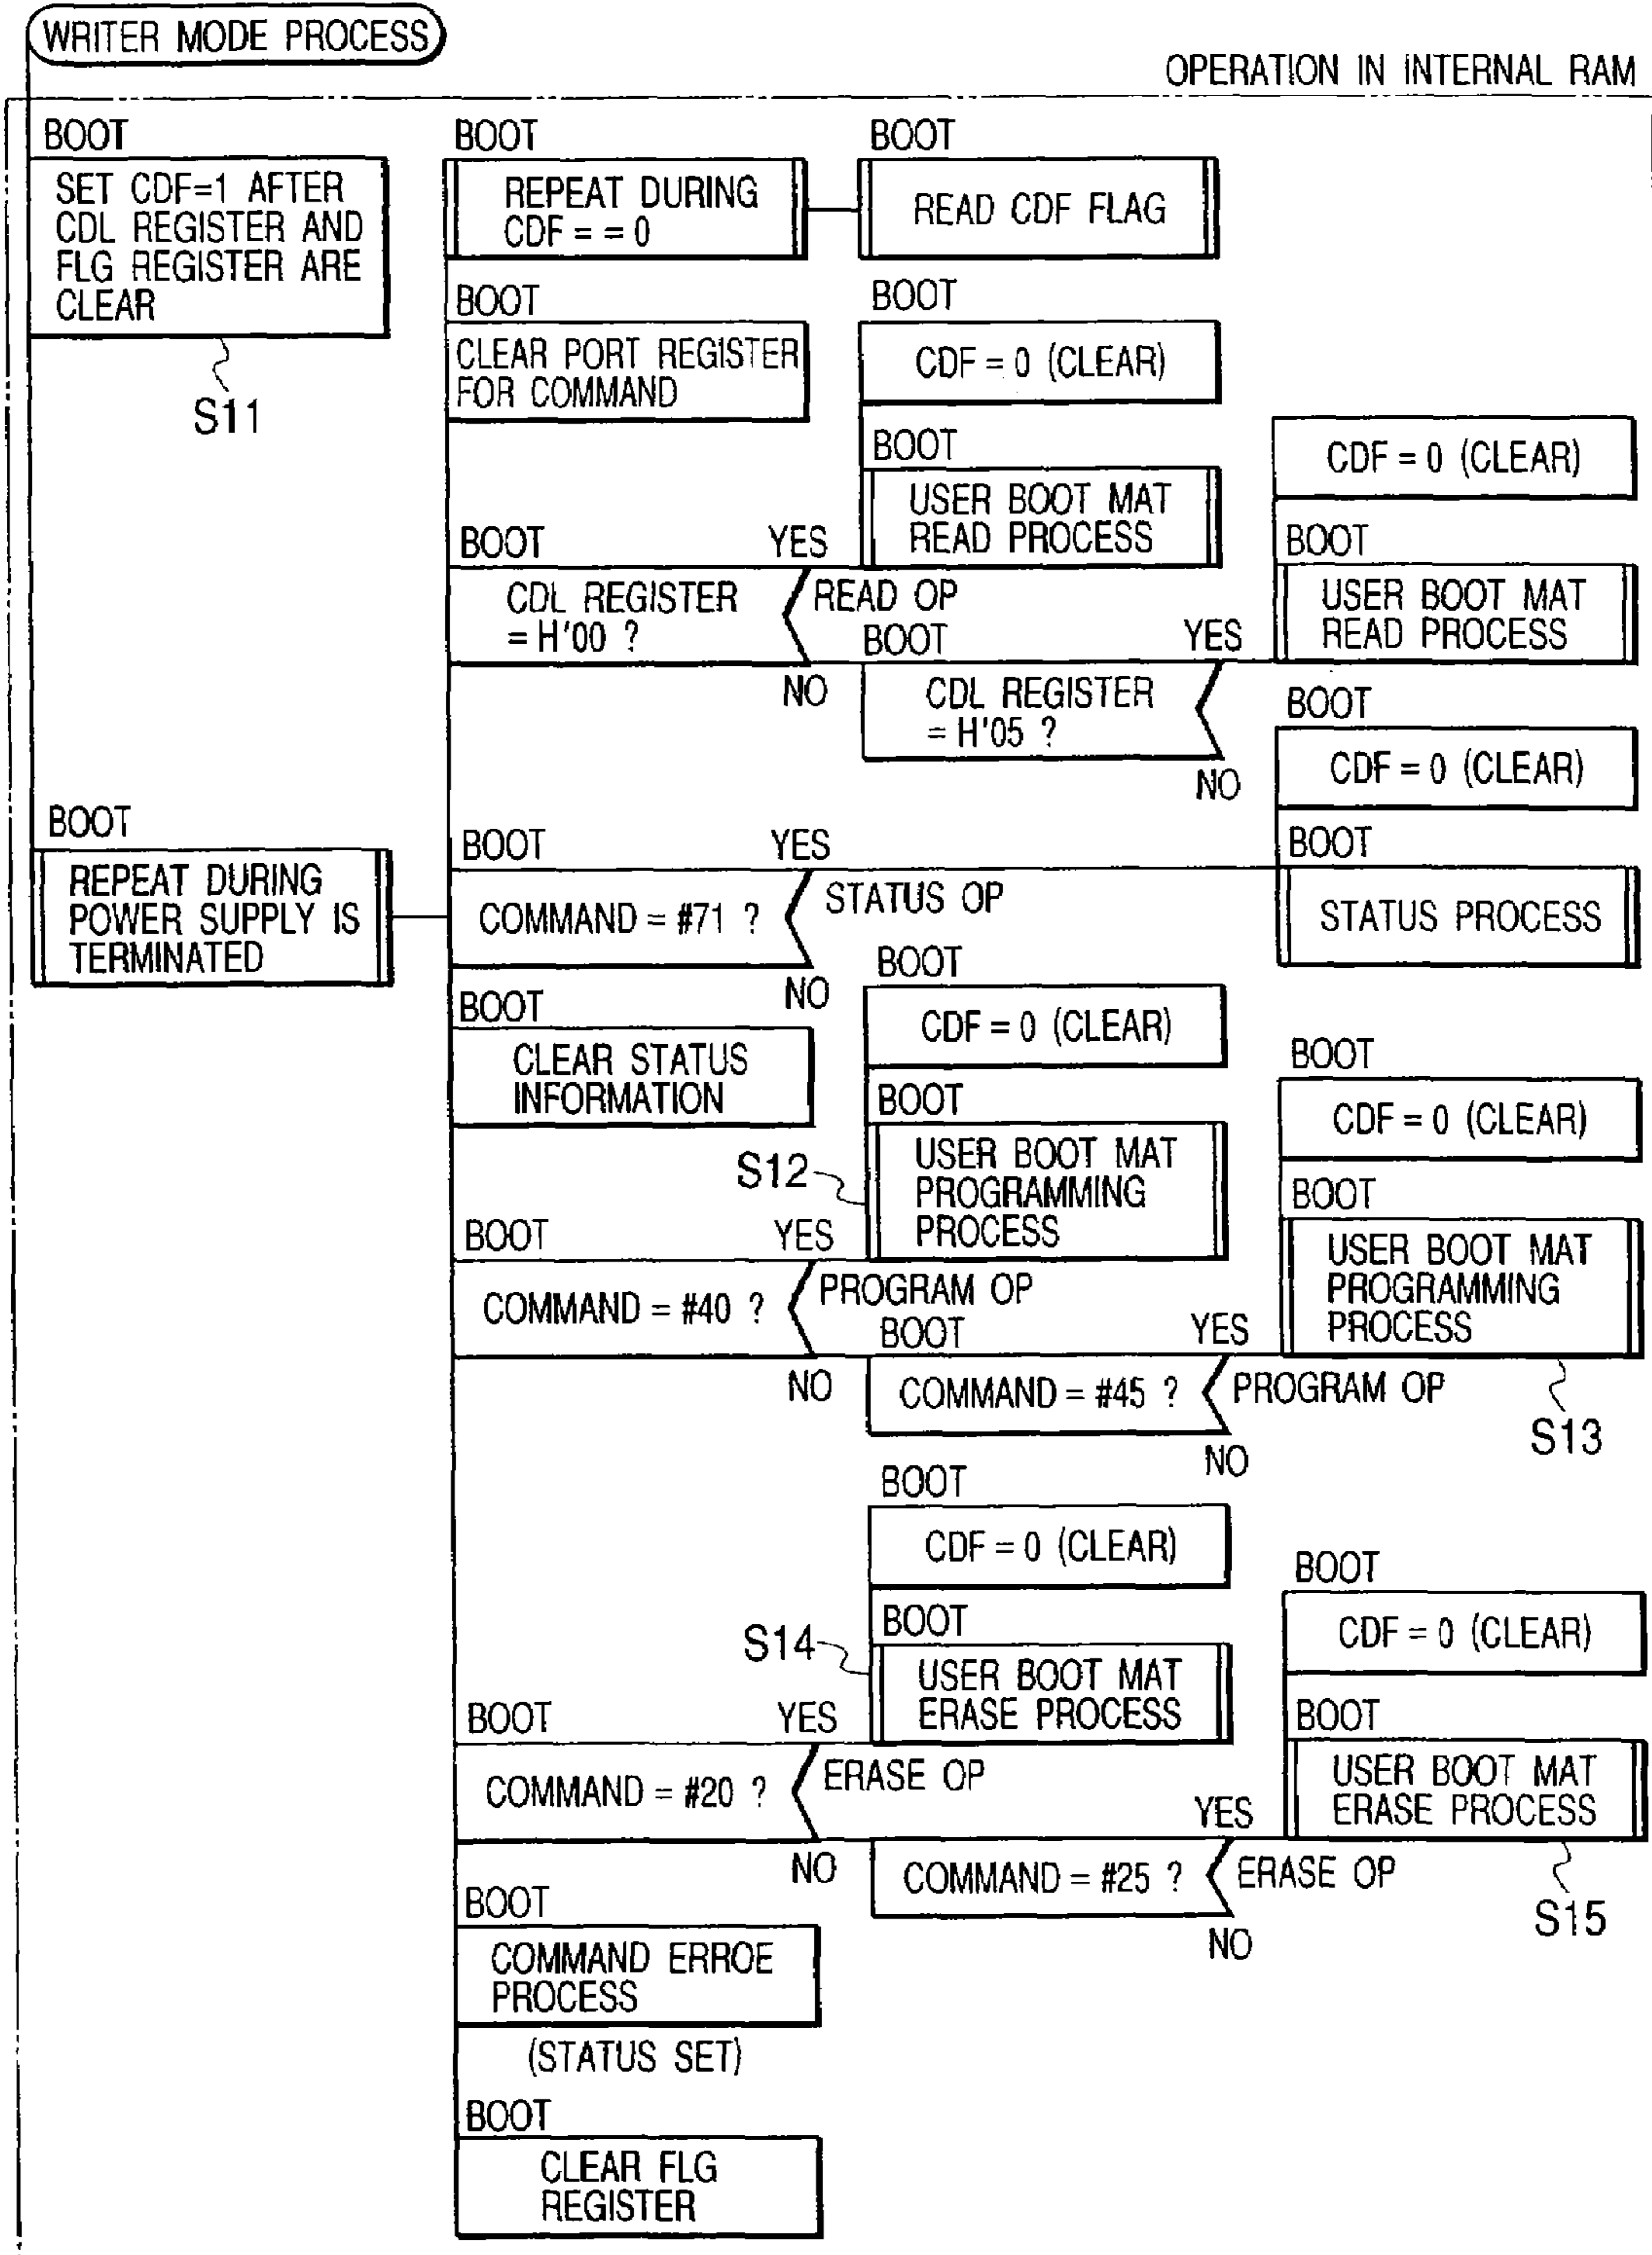 WRITER MODE PROCESS
OPERATION IN INTERNAL RAM
BOOT
SET CDF=1 AFTER
CDL REGISTER AND
FLG REGISTER ARE
CLEAR
S11
BOOT
REPEAT DURING
POWER SUPPLY IS
TERMINATED
BOOT
REPEAT DURING
CDF = = 0
BOOT
READ CDF FLAG
BOOT
CLEAR PORT REGISTER
FOR COMMAND
BOOT
CDF = 0 (CLEAR)
BOOT
USER BOOT MAT
READ PROCESS
BOOT
YES
CDL REGISTER
= H'00 ?
READ OP
NO
CDF = 0 (CLEAR)
BOOT
USER BOOT MAT
READ PROCESS
BOOT
YES
CDL REGISTER
= H'05 ?
NO
BOOT
CDF = 0 (CLEAR)
BOOT
STATUS PROCESS
BOOT
YES
COMMAND = #71 ?
STATUS OP
NO
BOOT
CLEAR STATUS
INFORMATION
BOOT
CDF = 0 (CLEAR)
BOOT
S12
USER BOOT MAT
PROGRAMMING
PROCESS
BOOT
YES
COMMAND = #40 ?
PROGRAM OP
NO
BOOT
CDF = 0 (CLEAR)
BOOT
USER BOOT MAT
PROGRAMMING
PROCESS
S13
BOOT
YES
COMMAND = #45 ?
PROGRAM OP
NO
BOOT
CDF = 0 (CLEAR)
BOOT
S14
USER BOOT MAT
ERASE PROCESS
BOOT
YES
COMMAND = #20 ?
ERASE OP
NO
BOOT
CDF = 0 (CLEAR)
BOOT
USER BOOT MAT
ERASE PROCESS
S15
YES
COMMAND = #25 ?
ERASE OP
NO
BOOT
COMMAND ERROE
PROCESS
(STATUS SET)
BOOT
CLEAR FLG
REGISTER